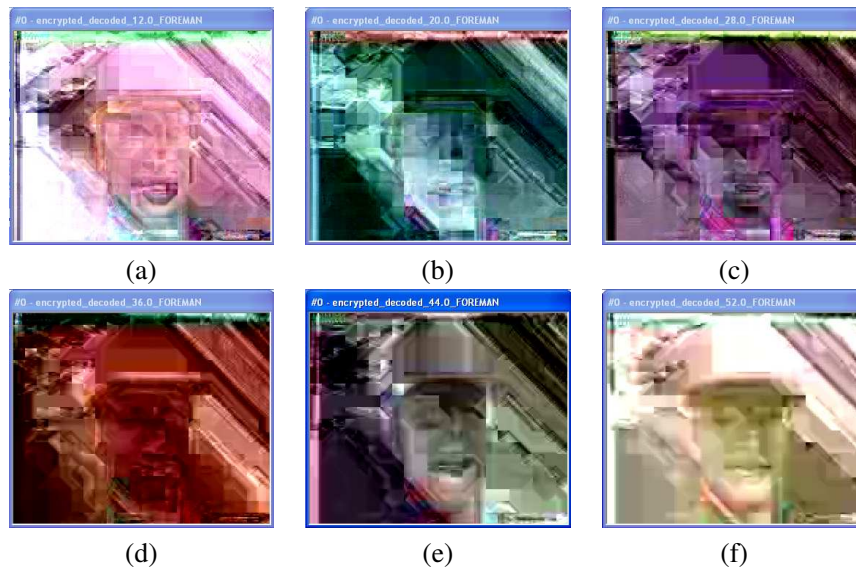 #0 - encrypted_decoded_12.0_FOREMAN
#0 - encrypted_decoded_20.0_FOREMAN
#0 - encrypted_decoded_28.0_FOREMAN
(a)
(b)
(c)
#0 - encrypted_decoded_36.0_FOREMAN
#0 - encrypted_decoded_44.0_FOREMAN
#0 - encrypted_decoded_52.0_FOREMAN
(d)
(e)
(f)